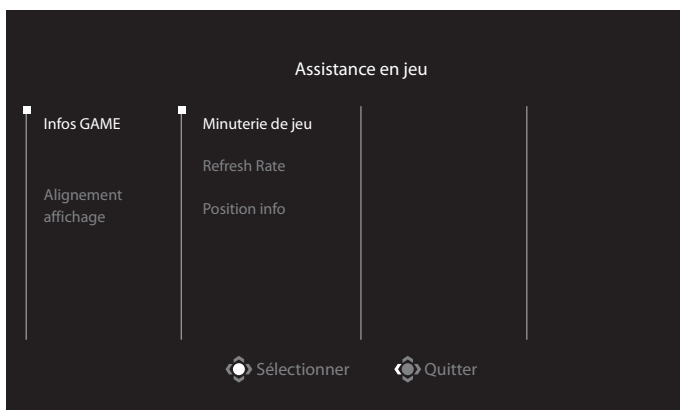 Assistance en jeu
Infos GAME
Minuterie de jeu
Refresh Rate
Alignement
affichage
Position info
Sélectionner
Quitter